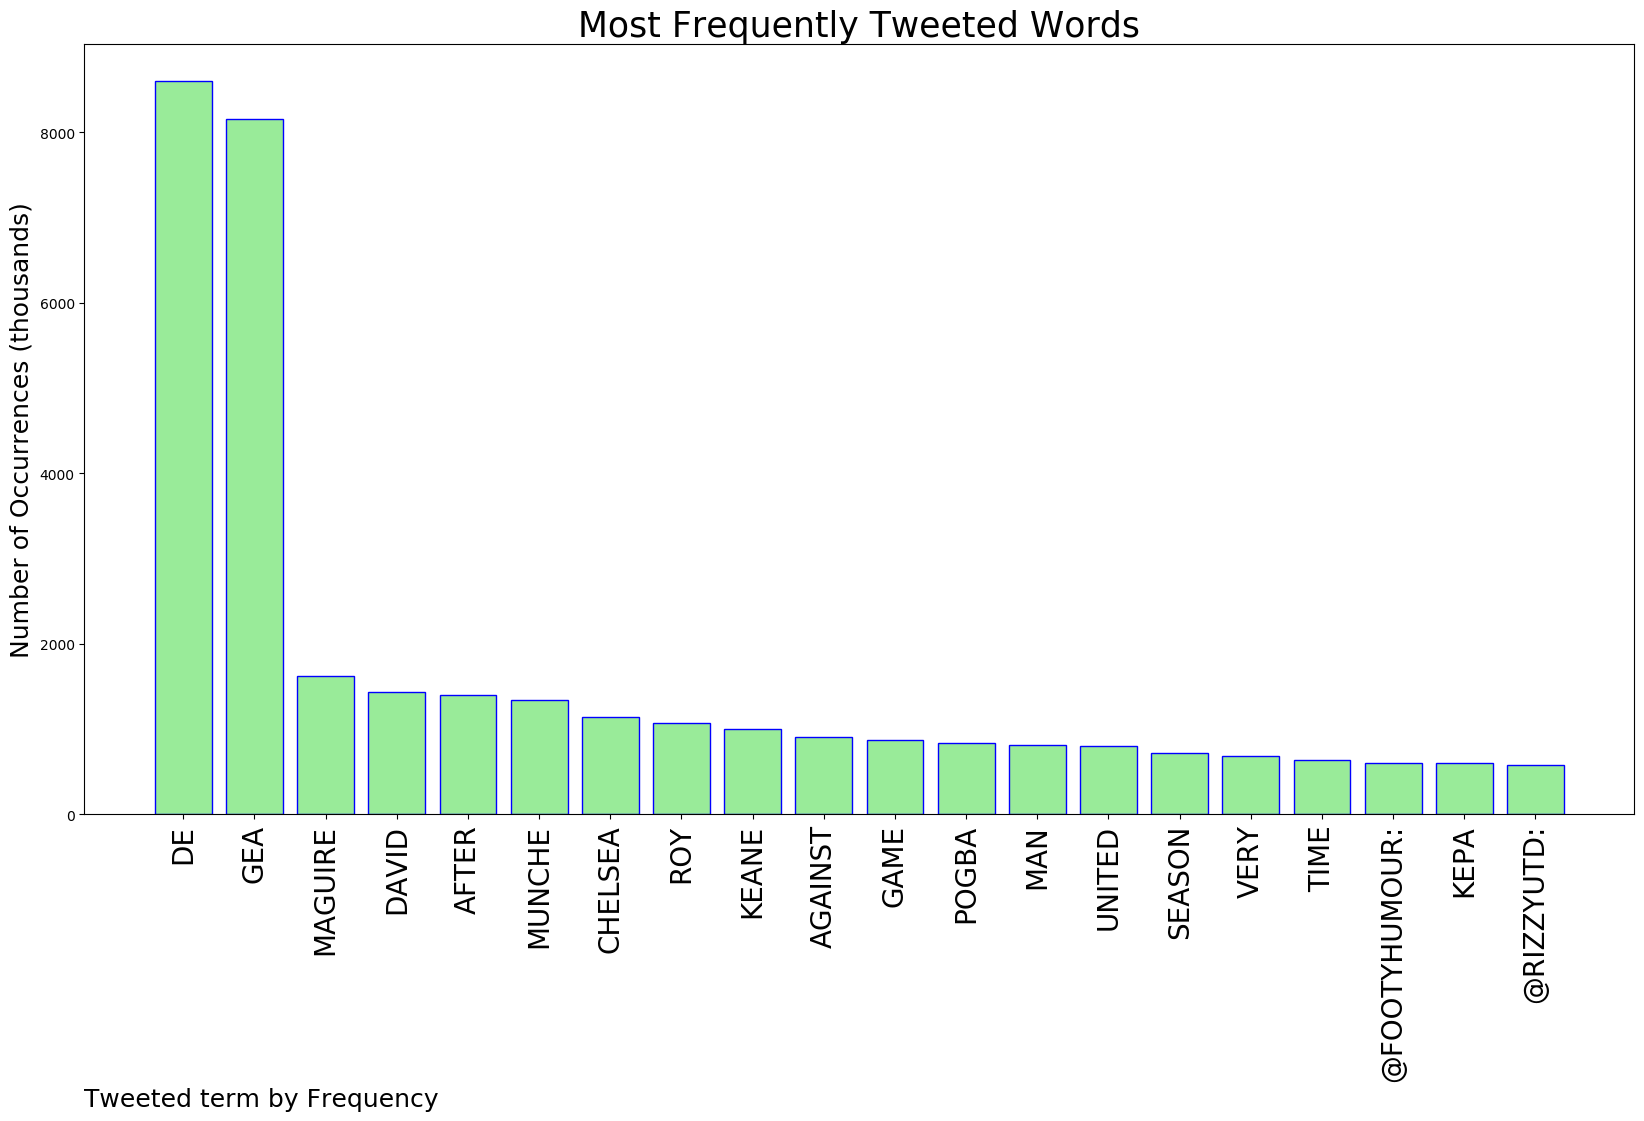 Most Frequently Tweeted Words
Number of Occurrences (thousands)
8000
6000
4000
2000
0
DE
GEA
MAGUIRE
DAVID
AFTER
MUNCHE
CHELSEA
ROY
KEANE
AGAINST
GAME
POGBA
MAN
UNITED
SEASON
VERY
TIME
@FOOTYHUMOUR:
KEPA
@RIZZYUTD:
Tweeted term by Frequency